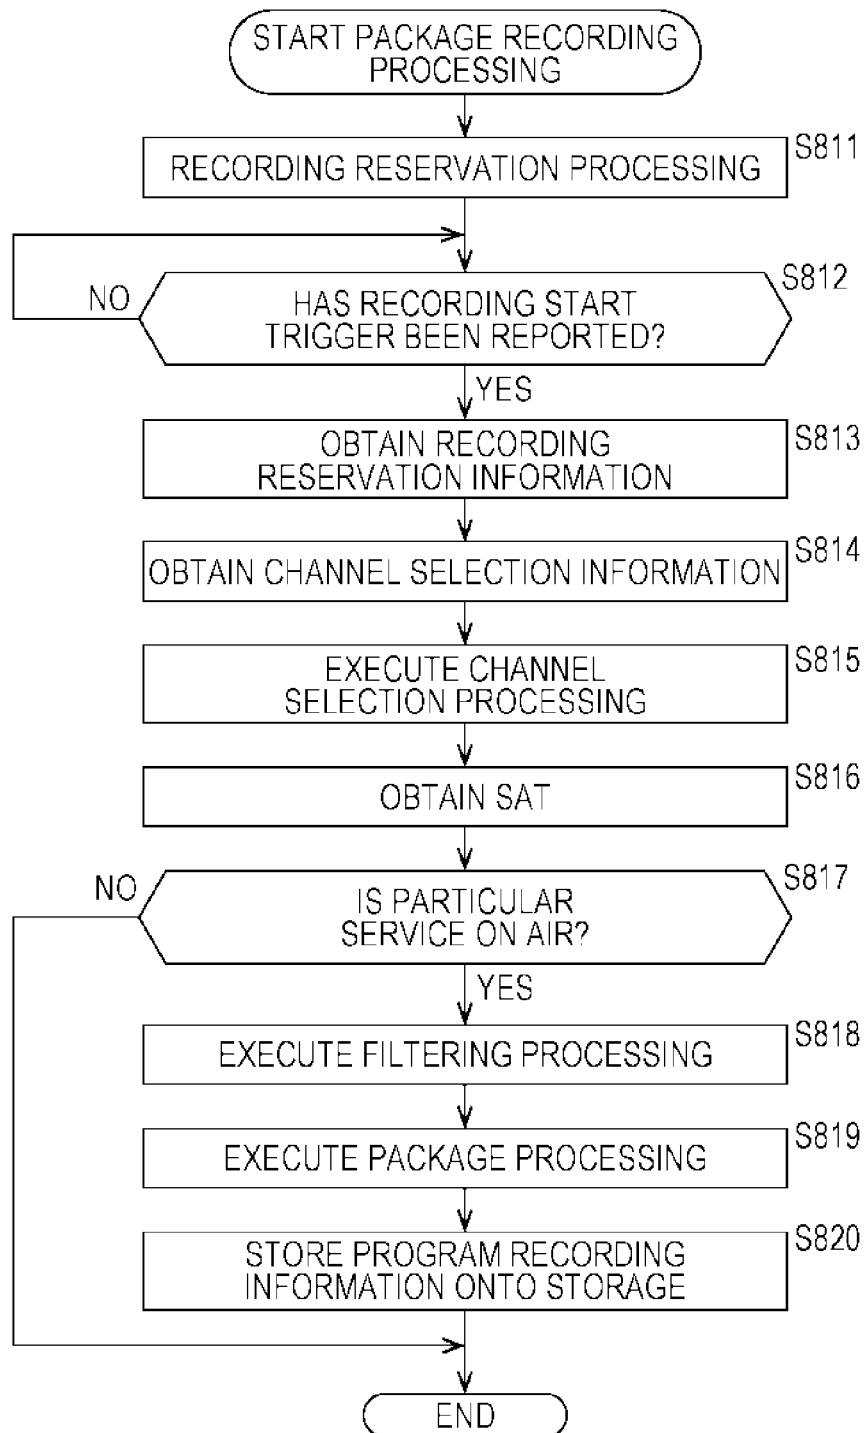 START PACKAGE RECORDING
PROCESSING
S811
RECORDING RESERVATION PROCESSING
S812
NO
HAS RECORDING START
TRIGGER BEEN REPORTED?
YES
S813
OBTAIN RECORDING
RESERVATION INFORMATION
S814
OBTAIN CHANNEL SELECTION INFORMATION
S815
EXECUTE CHANNEL
SELECTION PROCESSING
S816
OBTAIN SAT
S817
NO
IS PARTICULAR
SERVICE ON AIR?
YES
S818
EXECUTE FILTERING PROCESSING
S819
EXECUTE PACKAGE PROCESSING
S820
STORE PROGRAM RECORDING
INFORMATION ONTO STORAGE
END